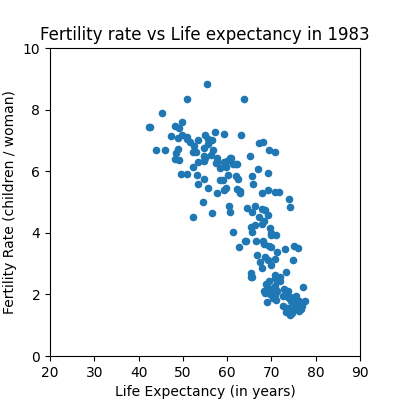 Fertility rate vs Life expectancy in 1983
10
8
6
4
2
0
Fertility Rate (children / woman)
20 30 40 50 60 70 80 90
Life Expectancy (in years)